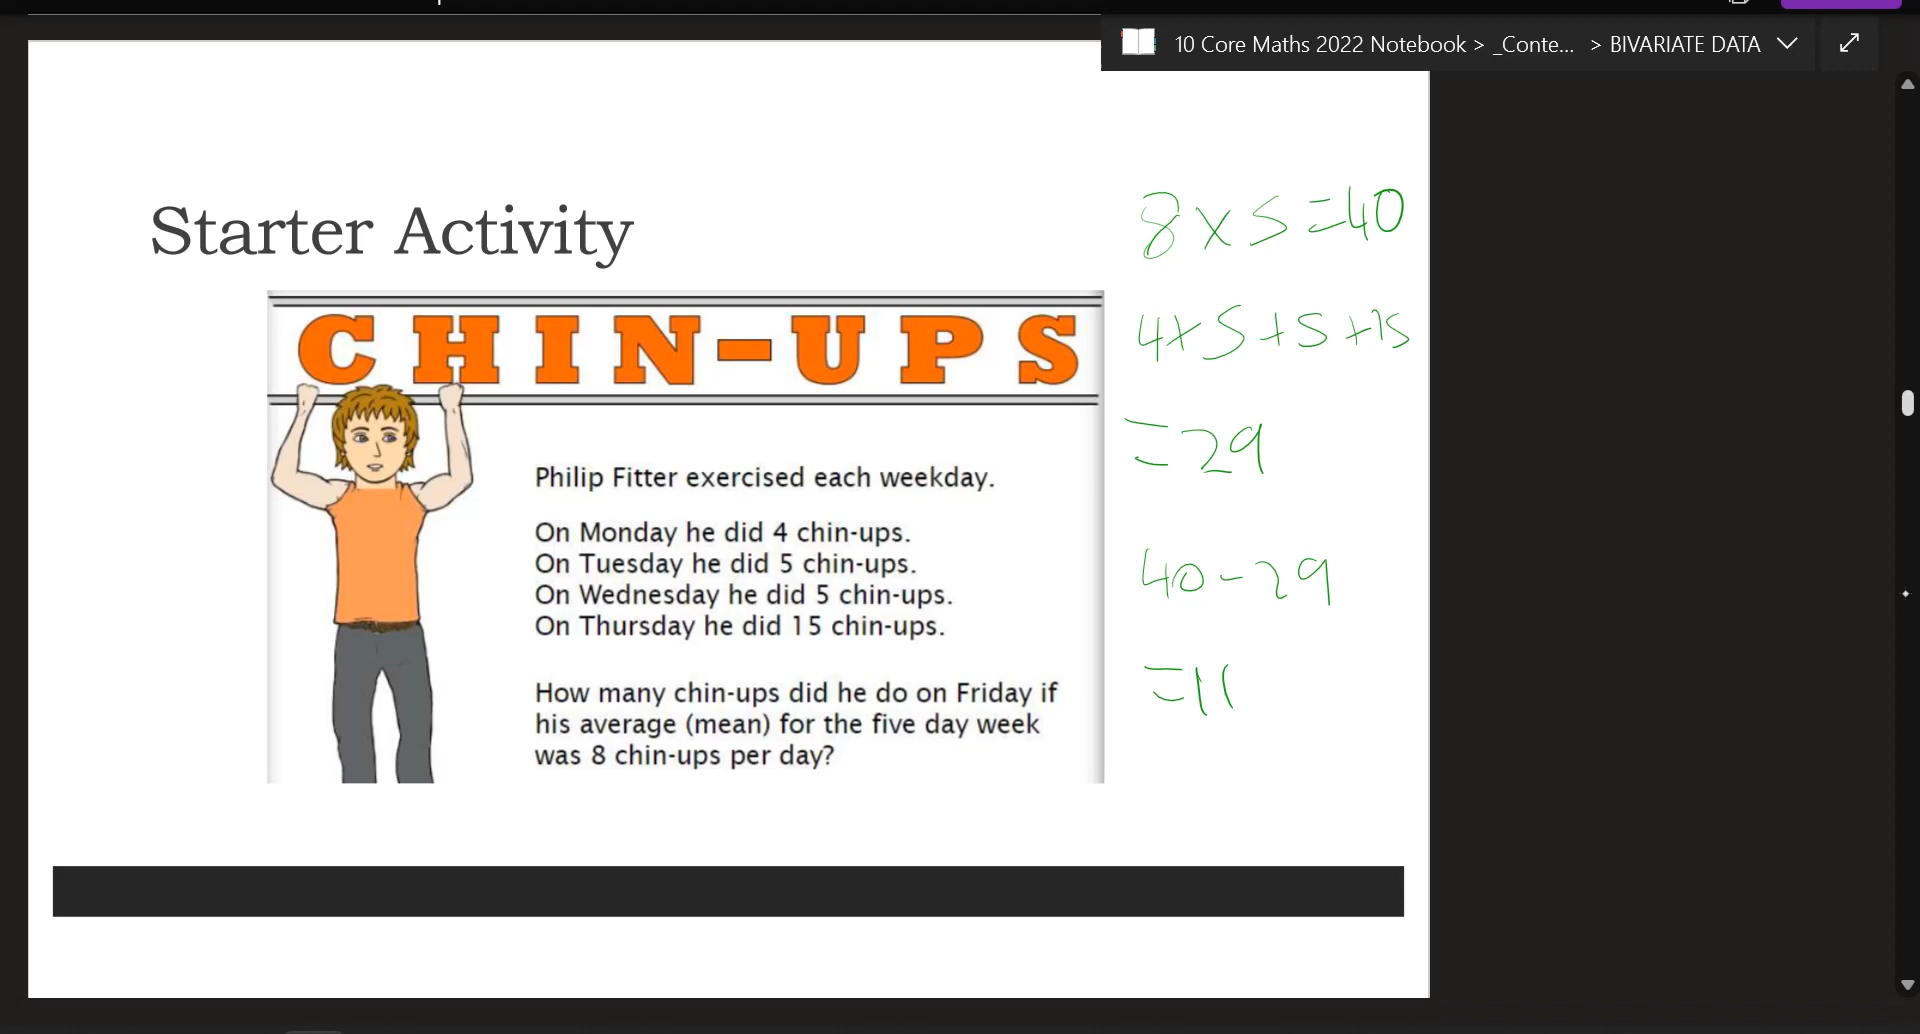 10 Core Maths 2022 Notebook > _Conte... > BIVARIATE DATA
Starter Activity
CHIN-UPS
Philip Fitter exercised each weekday.
On Monday he did 4 chin-ups.
On Tuesday he did 5 chin-ups.
On Wednesday he did 5 chin-ups.
On Thursday he did 15 chin-ups.
How many chin-ups did he do on Friday if
his average (mean) for the five day week
was 8 chin-ups per day?
8 x 5 = 40
4+5+5+15
= 29
40 - 29
= 11